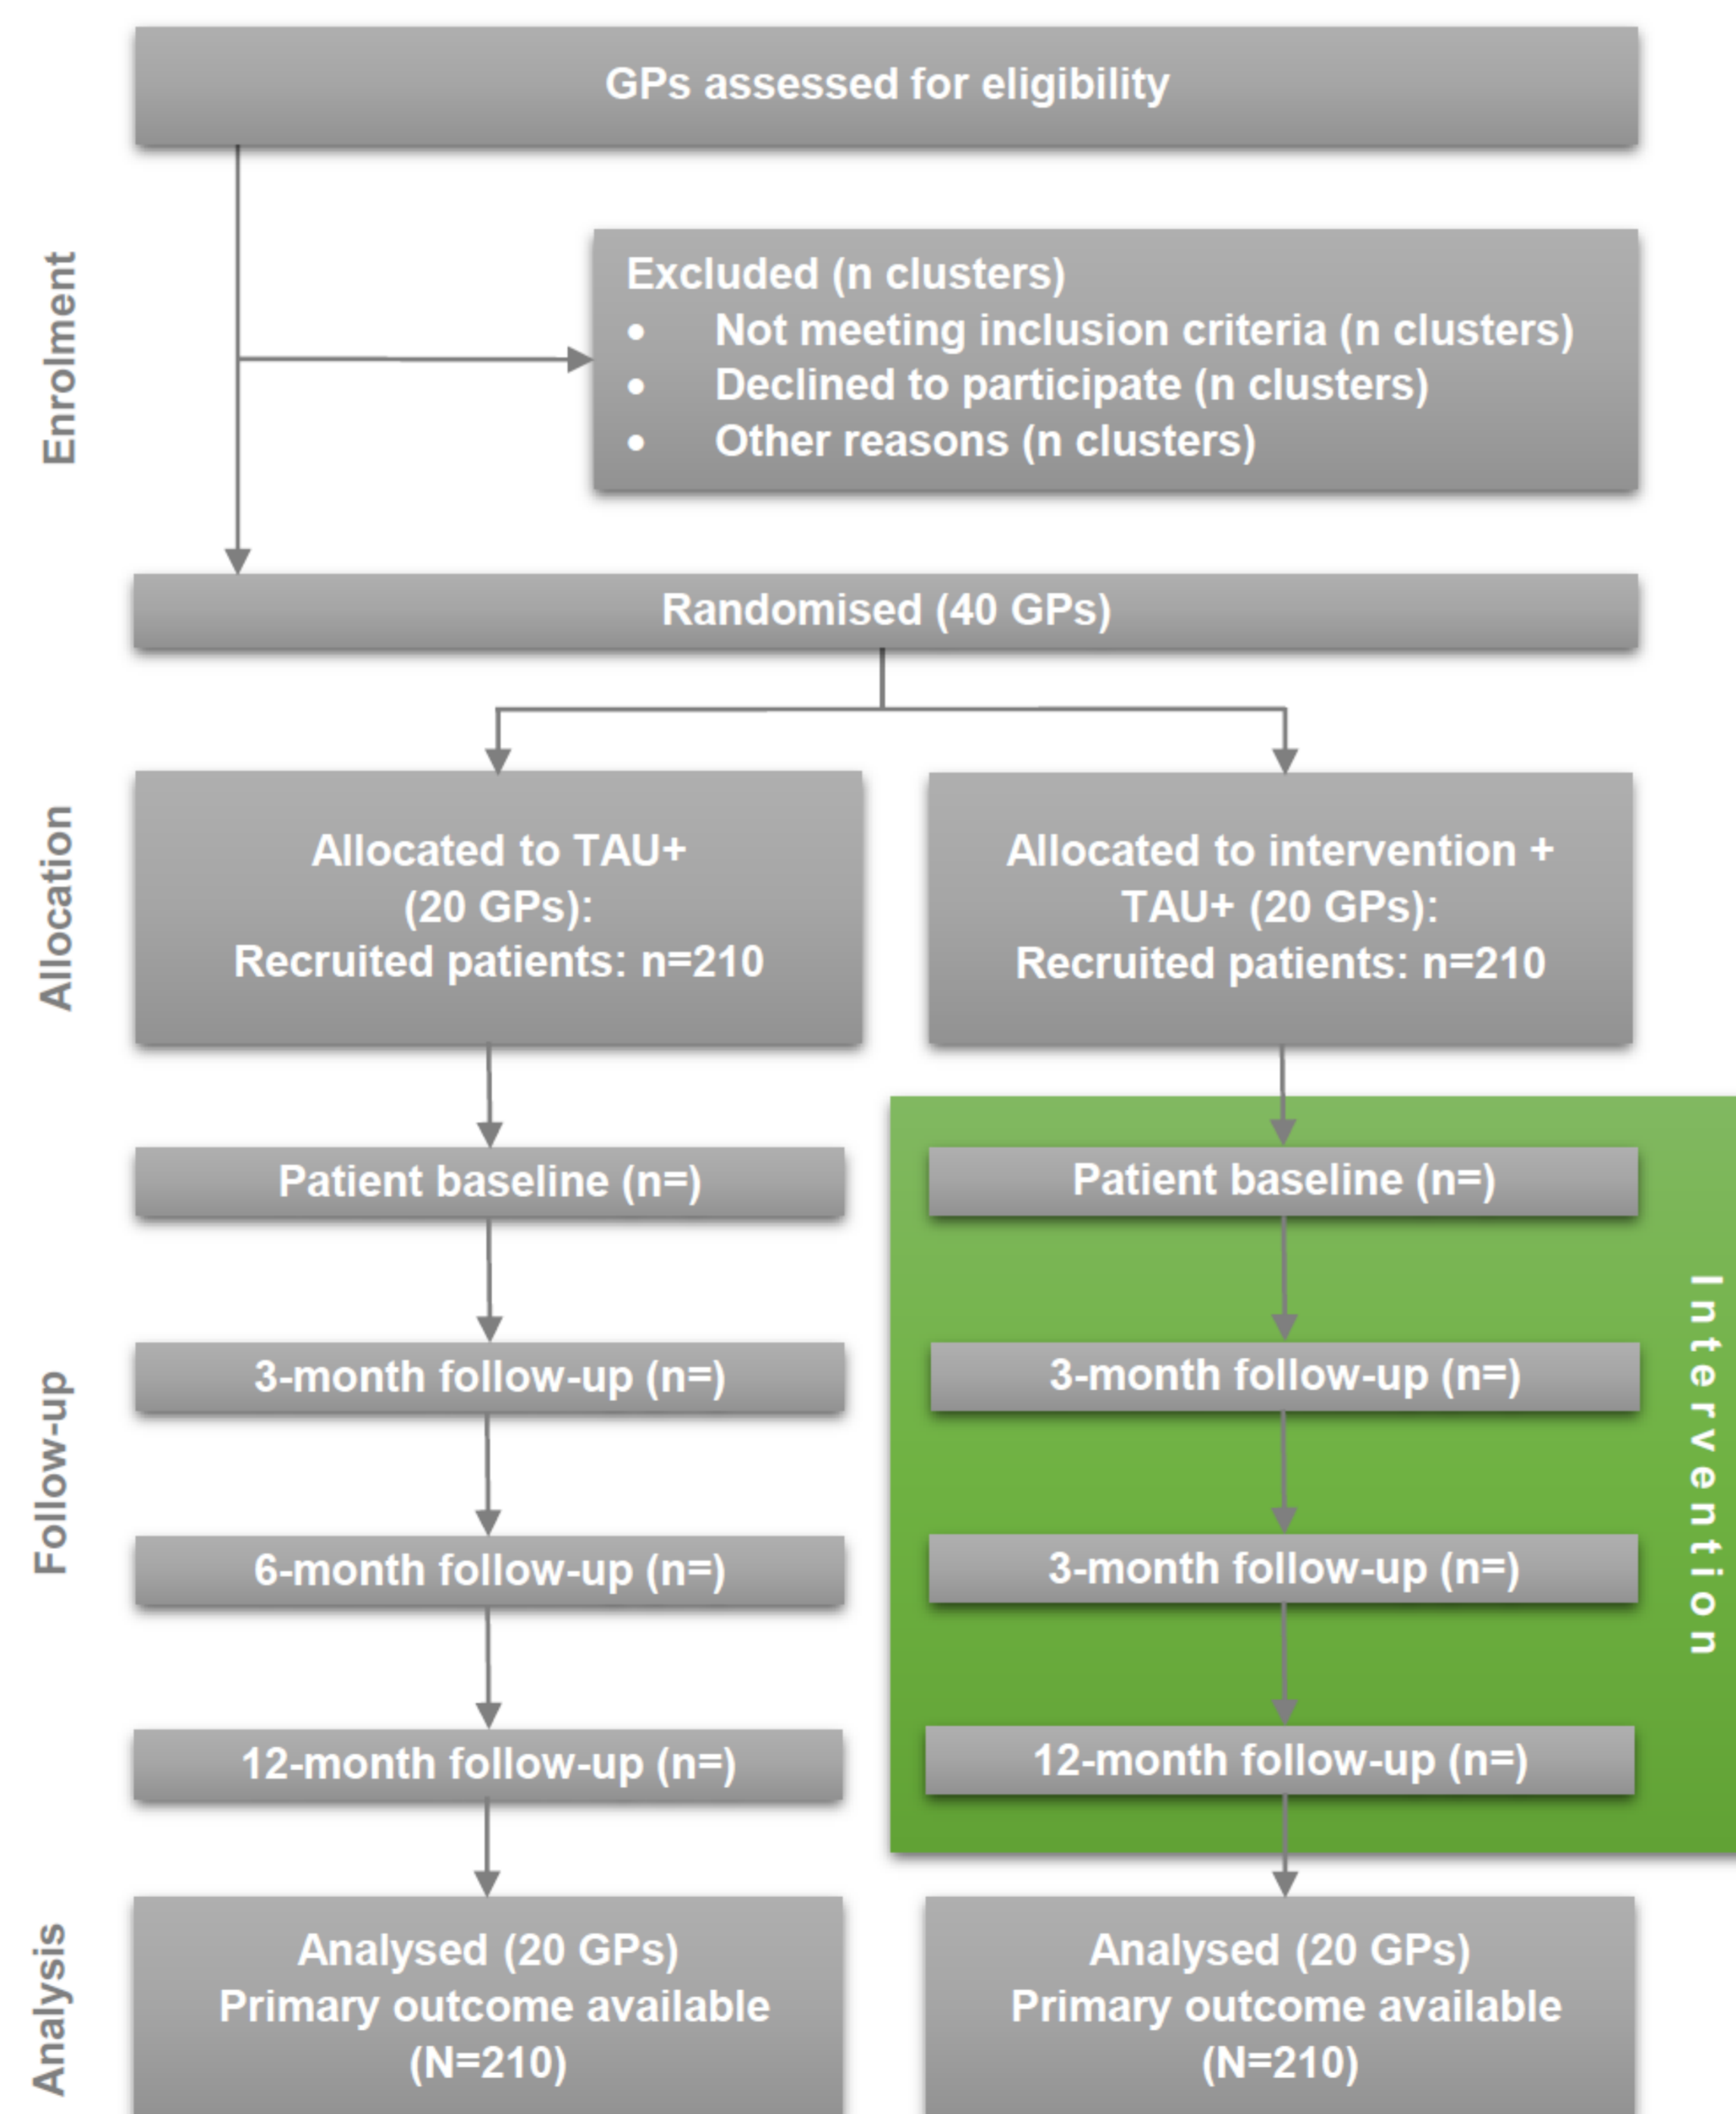 GPs assessed for eligibility
Enrolment
Excluded (n clusters)
• Not meeting inclusion criteria (n clusters)
• Declined to participate (n clusters)
• Other reasons (n clusters)
Randomised (40 GPs)
Allocation
Allocated to TAU+
(20 GPs):
Recruited patients: n=210
Allocated to intervention +
TAU+ (20 GPs):
Recruited patients: n=210
Follow-up
Patient baseline (n=)
3-month follow-up (n=)
6-month follow-up (n=)
12-month follow-up (n=)
Patient baseline (n=)
3-month follow-up (n=)
3-month follow-up (n=)
12-month follow-up (n=)
Intervention
Analysis
Analysed (20 GPs)
Primary outcome available
(N=210)
Analysed (20 GPs)
Primary outcome available
(N=210)